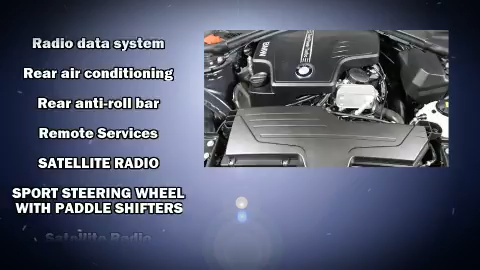 Radio data system
Rear air conditioning
Rear anti-roll bar
Remote Services
SATELLITE RADIO
SPORT STEERING WHEEL
WITH PADDLE SHIFTERS
Satellite Radio
BMW